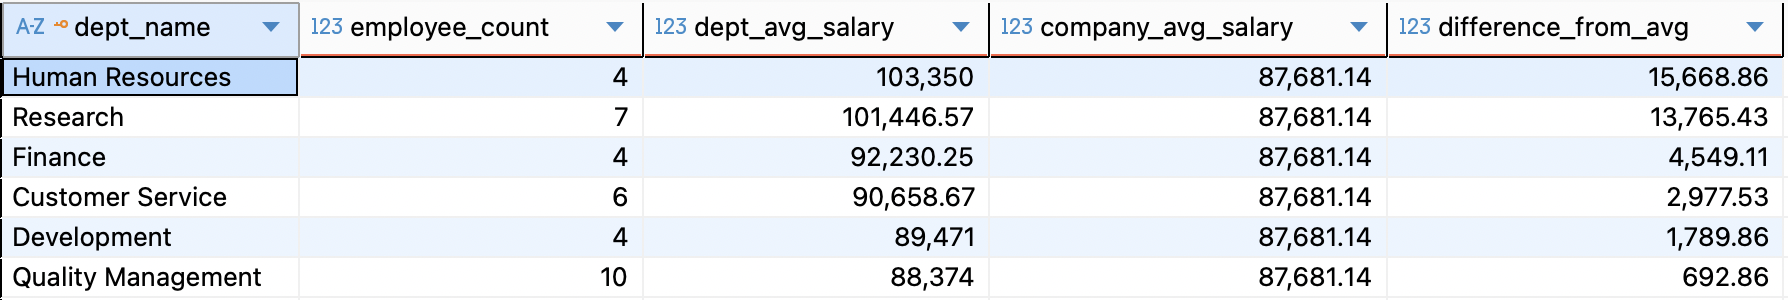 A-Z dept_name 123 employee_count 123 dept_avg_salary 123 company_avg_salary 123 difference_from_avg
Human Resources 4 103,350 87,681.14 15,668.86
Research 7 101,446.57 87,681.14 13,765.43
Finance 4 92,230.25 87,681.14 4,549.11
Customer Service 6 90,658.67 87,681.14 2,977.53
Development 4 89,471 87,681.14 1,789.86
Quality Management 10 88,374 87,681.14 692.86